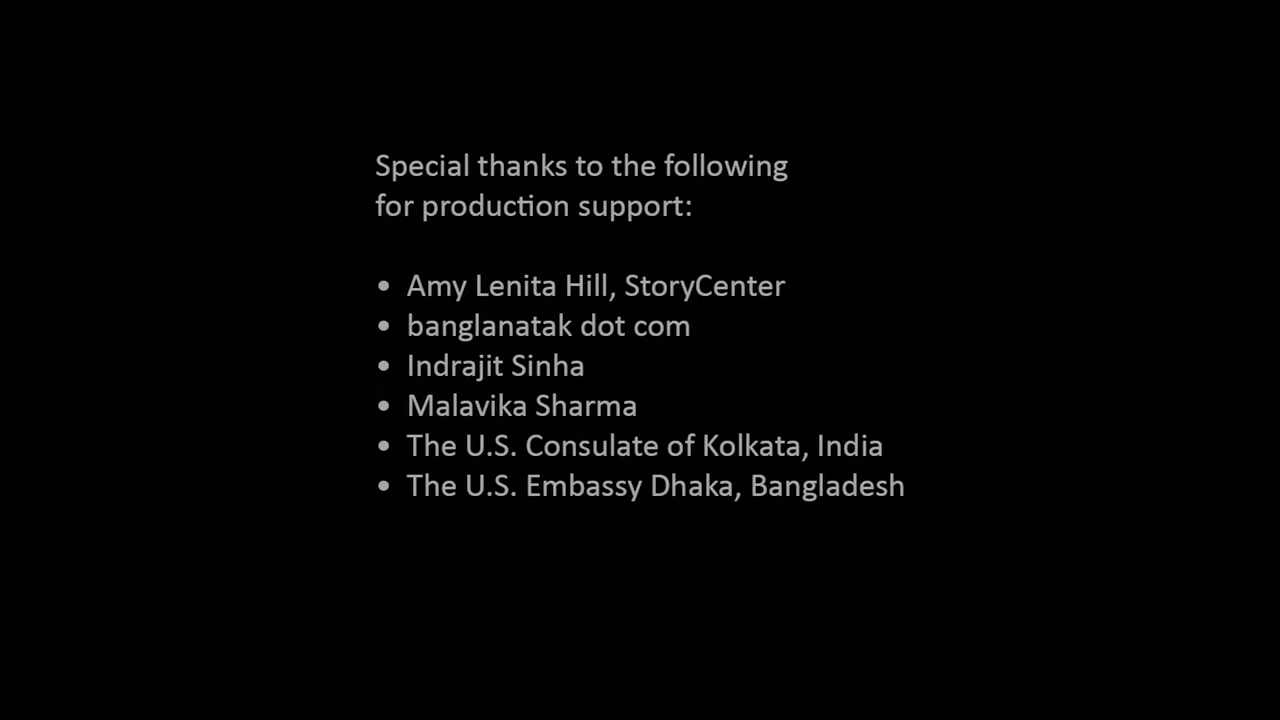 Special thanks to the following
for production support:
• Amy Lenita Hill, StoryCenter
• banglanatak dot com
• Indrajit Sinha
• Malavika Sharma
• The U.S. Consulate of Kolkata, India
• The U.S. Embassy Dhaka, Bangladesh